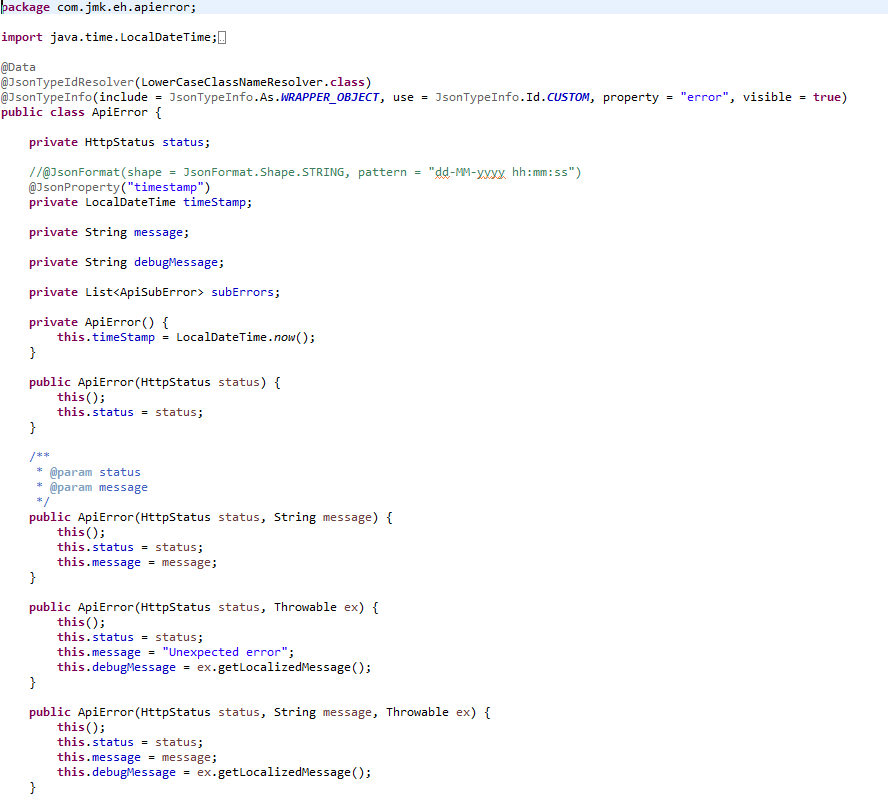 package com.jmk.eh.apierror;
import java.time.LocalDateTime;
@Data
@JsonTypeIdResolver(LowerCaseClassNameResolver.class)
@JsonTypeInfo(include = JsonTypeInfo.As.WRAPPER_OBJECT, use = JsonTypeInfo.Id.CUSTOM, property = "error", visible = true)
public class ApiError {
    private HttpStatus status;
    //@JsonFormat(shape = JsonFormat.Shape.STRING, pattern = "dd-MM-yyyy hh:mm:ss")
    @JsonProperty("timestamp")
    private LocalDateTime timeStamp;
    private String message;
    private String debugMessage;
    private List<ApiSubError> subErrors;
    private ApiError() {
        this.timeStamp = LocalDateTime.now();
    }
    public ApiError(HttpStatus status) {
        this();
        this.status = status;
    }
    /**
     * @param status
     * @param message
     */
    public ApiError(HttpStatus status, String message) {
        this();
        this.status = status;
        this.message = message;
    }
    public ApiError(HttpStatus status, Throwable ex) {
        this();
        this.status = status;
        this.message = "Unexpected error";
        this.debugMessage = ex.getLocalizedMessage();
    }
    public ApiError(HttpStatus status, String message, Throwable ex) {
        this();
        this.status = status;
        this.message = message;
        this.debugMessage = ex.getLocalizedMessage();
    }